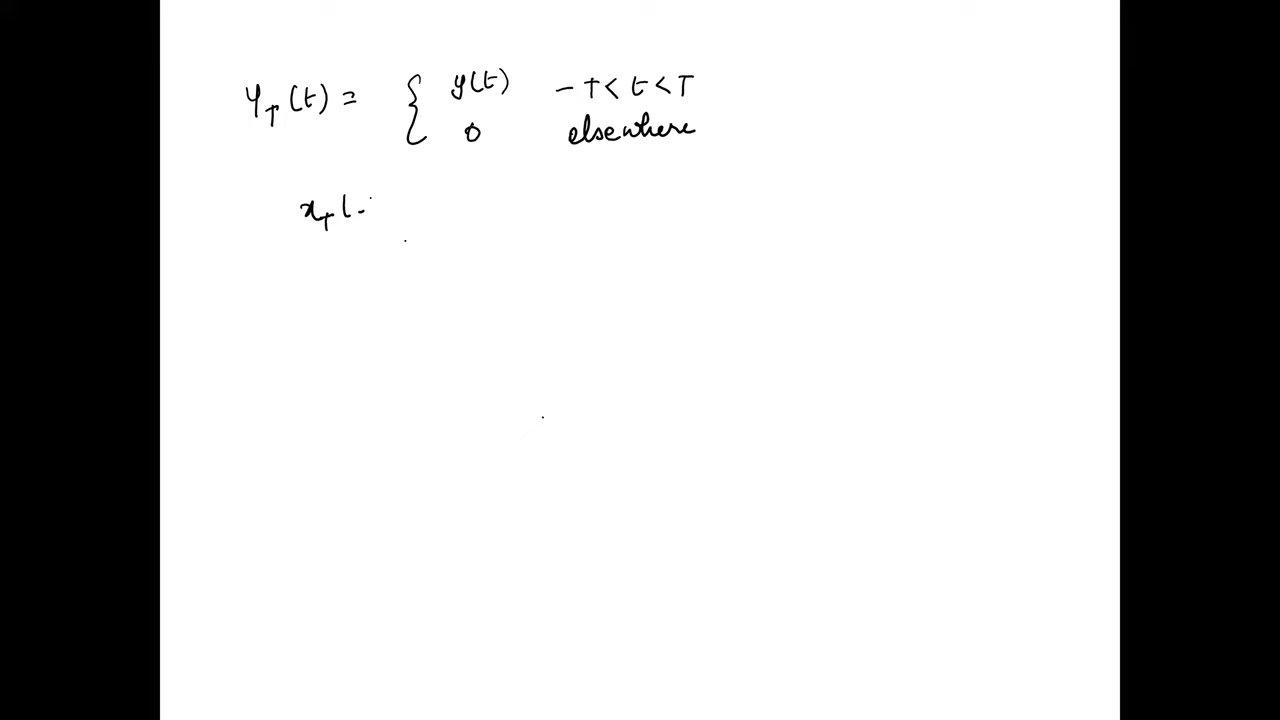 Y_T(t) = { y(t) -T < t < T
0 elsewhere
x_T(-